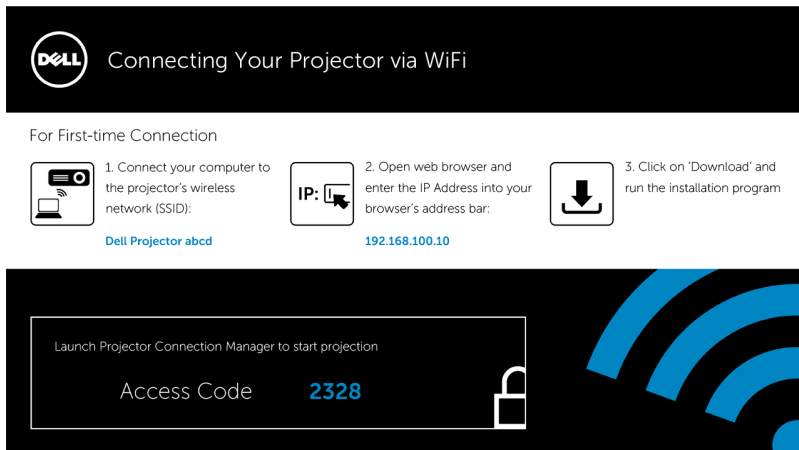 DELL
Connecting Your Projector via WiFi
For First-time Connection
1. Connect your computer to
the projector's wireless
network (SSID):
Dell Projector abcd
IP:
2. Open web browser and
enter the IP Address into your
browser's address bar:
192.168.100.10
3. Click on 'Download' and
run the installation program
Launch Projector Connection Manager to start projection
Access Code 2328